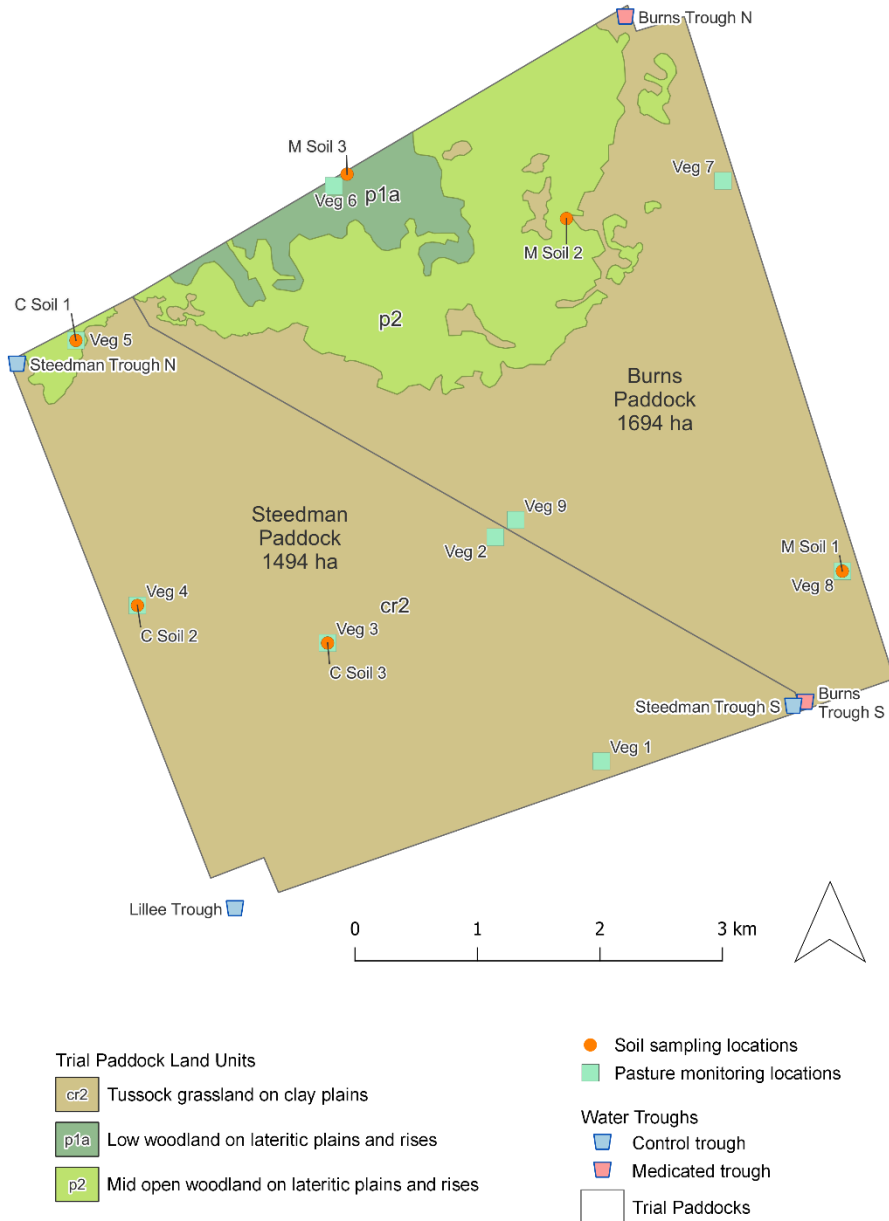 Burns Trough N
M Soil 3
Veg 6
p1a
Veg 7
M Soil 2
C Soil 1
Veg 5
Steedman Trough N
p2
Burns
Paddock
1694 ha
Steedman
Paddock
1494 ha
Veg 9
Veg 2
M Soil 1
Veg 8
Veg 4
C Soil 2
cr2
Veg 3
C Soil 3
Steedman Trough S
Burns
Trough S
Veg 1
Lillee Trough
0 1 2 3 km
Trial Paddock Land Units
cr2 Tussock grassland on clay plains
p1a Low woodland on lateritic plains and rises
p2 Mid open woodland on lateritic plains and rises
Soil sampling locations
Pasture monitoring locations
Water Troughs
Control trough
Medicated trough
Trial Paddocks